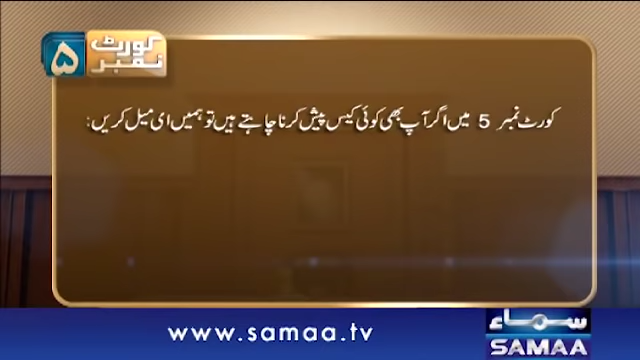 کورٹ
نمبر
۵
کورٹ نمبر 5 میں اگر آپ بھی کوئی کیس پیش کرنا چاہتے ہیں تو ہمیں ای میل کریں:
www.samaa.tv
سماء
SAMAA